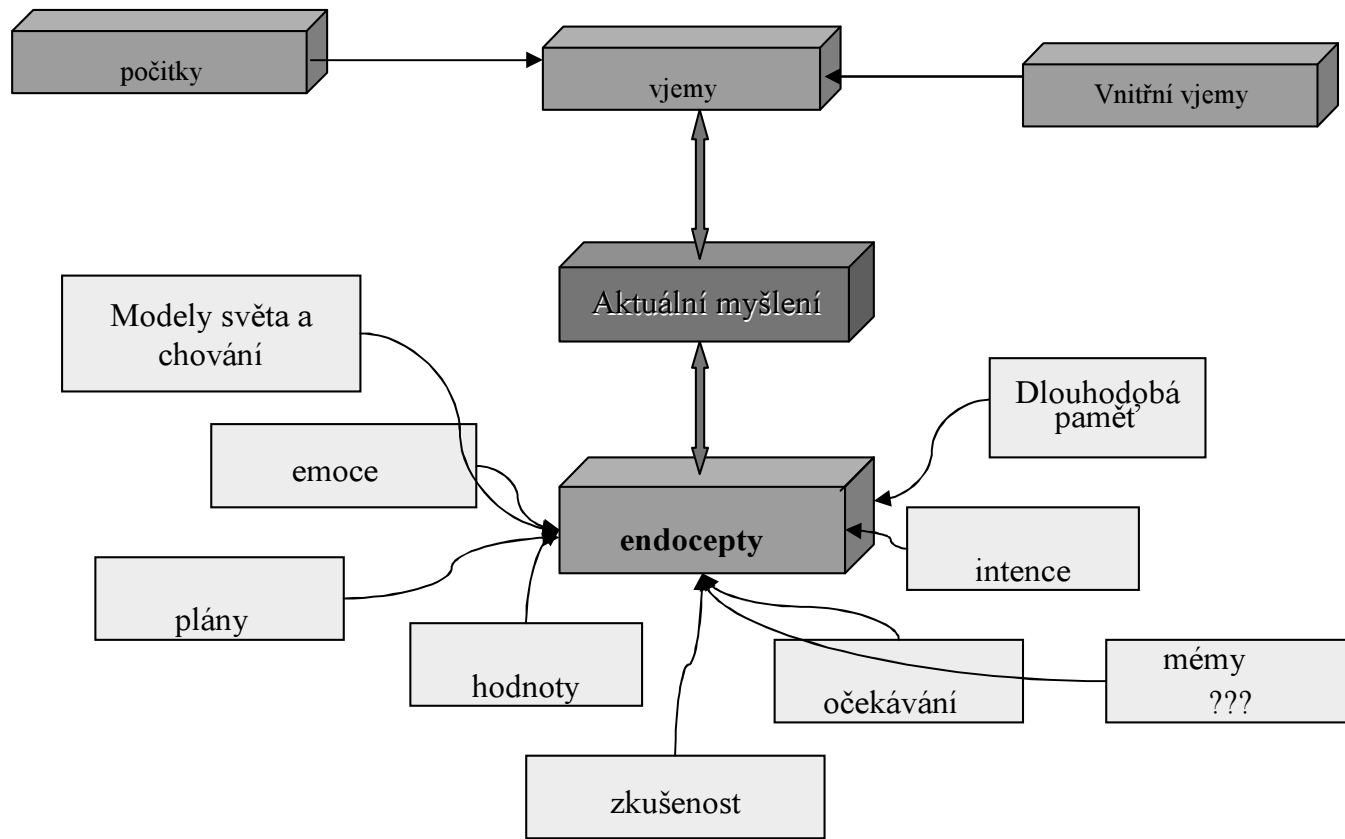 počitky
vjemy
Vnitřní vjemy
Aktuální myšlení
Modely světa a
chování
Dlouhodobá
paměť
emoce
endocepty
intence
plány
hodnoty
očekávání
mémy
???
zkušenost